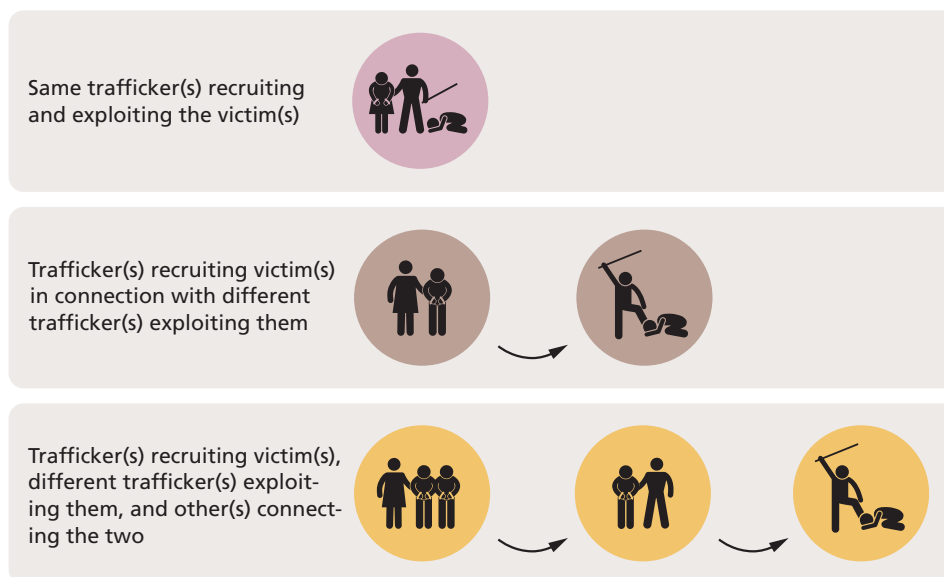 Same trafficker(s) recruiting
and exploiting the victim(s)
Trafficker(s) recruiting victim(s)
in connection with different
trafficker(s) exploiting them
Trafficker(s) recruiting victim(s),
different trafficker(s) exploit-
ing them, and other(s) connect-
ing the two